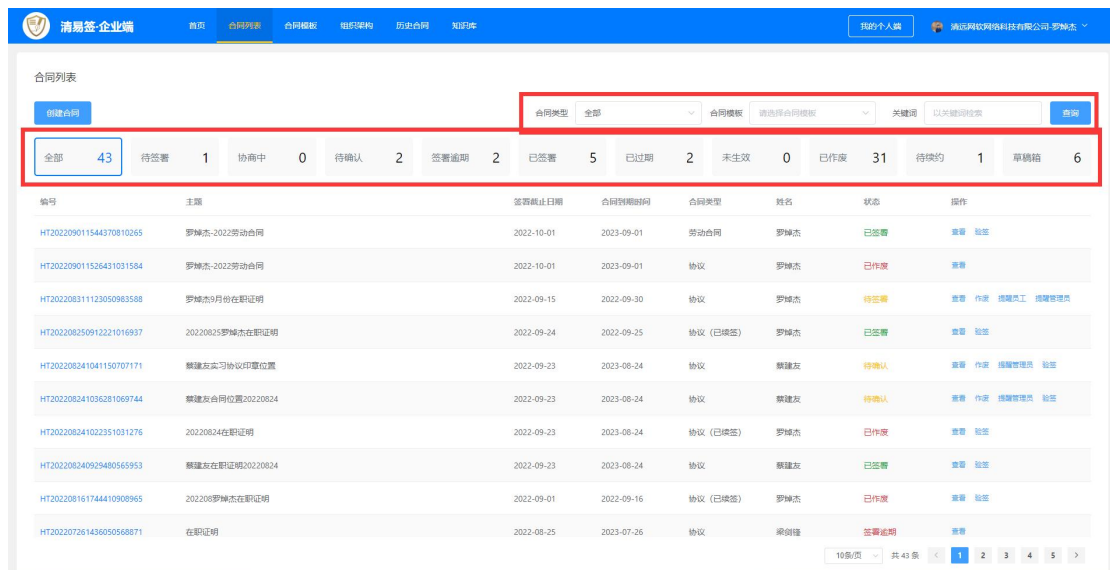 清易签·企业端 首页 合同列表 合同模板 组织架构 历史合同 知识库 我的个人端 清远网软网络科技有限公司-罗焯杰
合同列表
创建合同 合同类型 全部 合同模板 请选择合同模板 关键词 以关键词检索 查询
全部 43 待签署 1 协商中 0 待确认 2 签署逾期 2 已签署 5 已过期 2 未生效 0 已作废 31 待续约 1 草稿箱 6
编号 主题 签署截止日期 合同到期时间 合同类型 姓名 状态 操作
HT202209011544370810265 罗焯杰-2022劳动合同 2022-10-01 2023-09-01 劳动合同 罗焯杰 已签署 查看 验签
HT202209011526431031584 罗焯杰-2022劳动合同 2022-10-01 2023-09-01 协议 罗焯杰 已作废 查看
HT202208311123050983588 罗焯杰9月份在职证明 2022-09-15 2022-09-30 协议 罗焯杰 待签署 查看 作废 提醒员工 提醒管理员
HT202208250912221016937 20220825罗焯杰在职证明 2022-09-24 2022-09-25 协议（已续签） 罗焯杰 已签署 查看 验签
HT202208241041150707171 蔡建友实习协议印章位置 2022-09-23 2023-08-24 协议 蔡建友 待确认 查看 作废 提醒管理员 验签
HT202208241036281069744 蔡建友合同位置20220824 2022-09-23 2023-08-24 协议 蔡建友 待确认 查看 作废 提醒管理员 验签
HT202208241022351031276 20220824在职证明 2022-09-23 2023-08-24 协议（已续签） 罗焯杰 已作废 查看 验签
HT202208240929480565953 蔡建友在职证明20220824 2022-09-23 2023-08-24 协议 蔡建友 已签署 查看 验签
HT202208161744410908965 202208罗焯杰在职证明 2022-09-01 2022-09-16 协议（已续签） 罗焯杰 已作废 查看 验签
HT202207261436050568871 在职证明 2022-08-25 2023-07-26 协议 梁剑锋 签署逾期 查看
10条/页 共 43 条 < 1 2 3 4 5 >